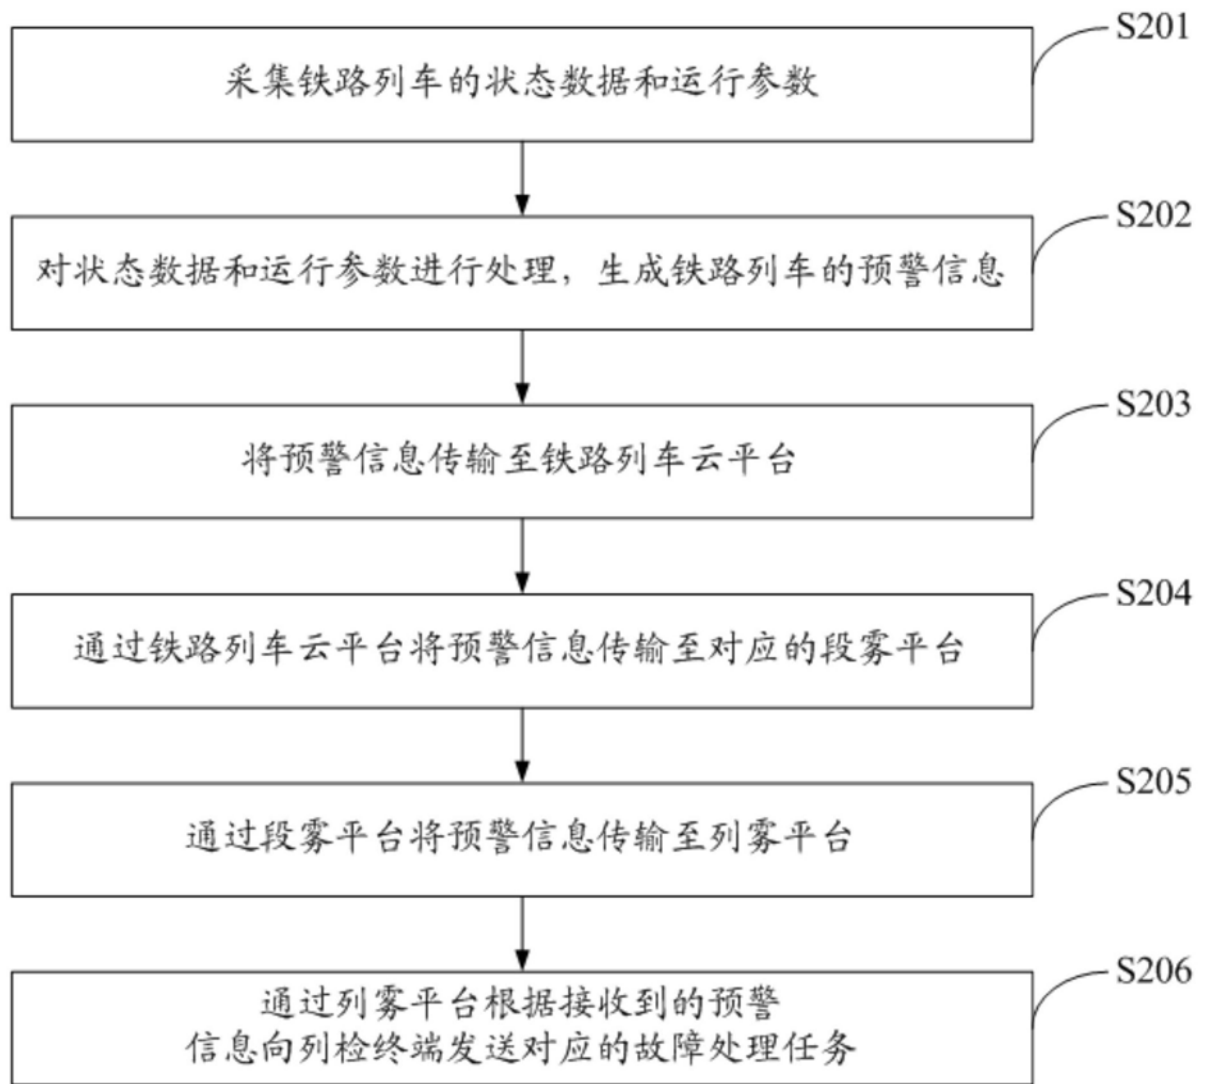 S201
采集铁路列车的状态数据和运行参数
S202
对状态数据和运行参数进行处理，生成铁路列车的预警信息
S203
将预警信息传输至铁路列车云平台
S204
通过铁路列车云平台将预警信息传输至对应的段雾平台
S205
通过段雾平台将预警信息传输至列雾平台
S206
通过列雾平台根据接收到的预警
信息向列检终端发送对应的故障处理任务